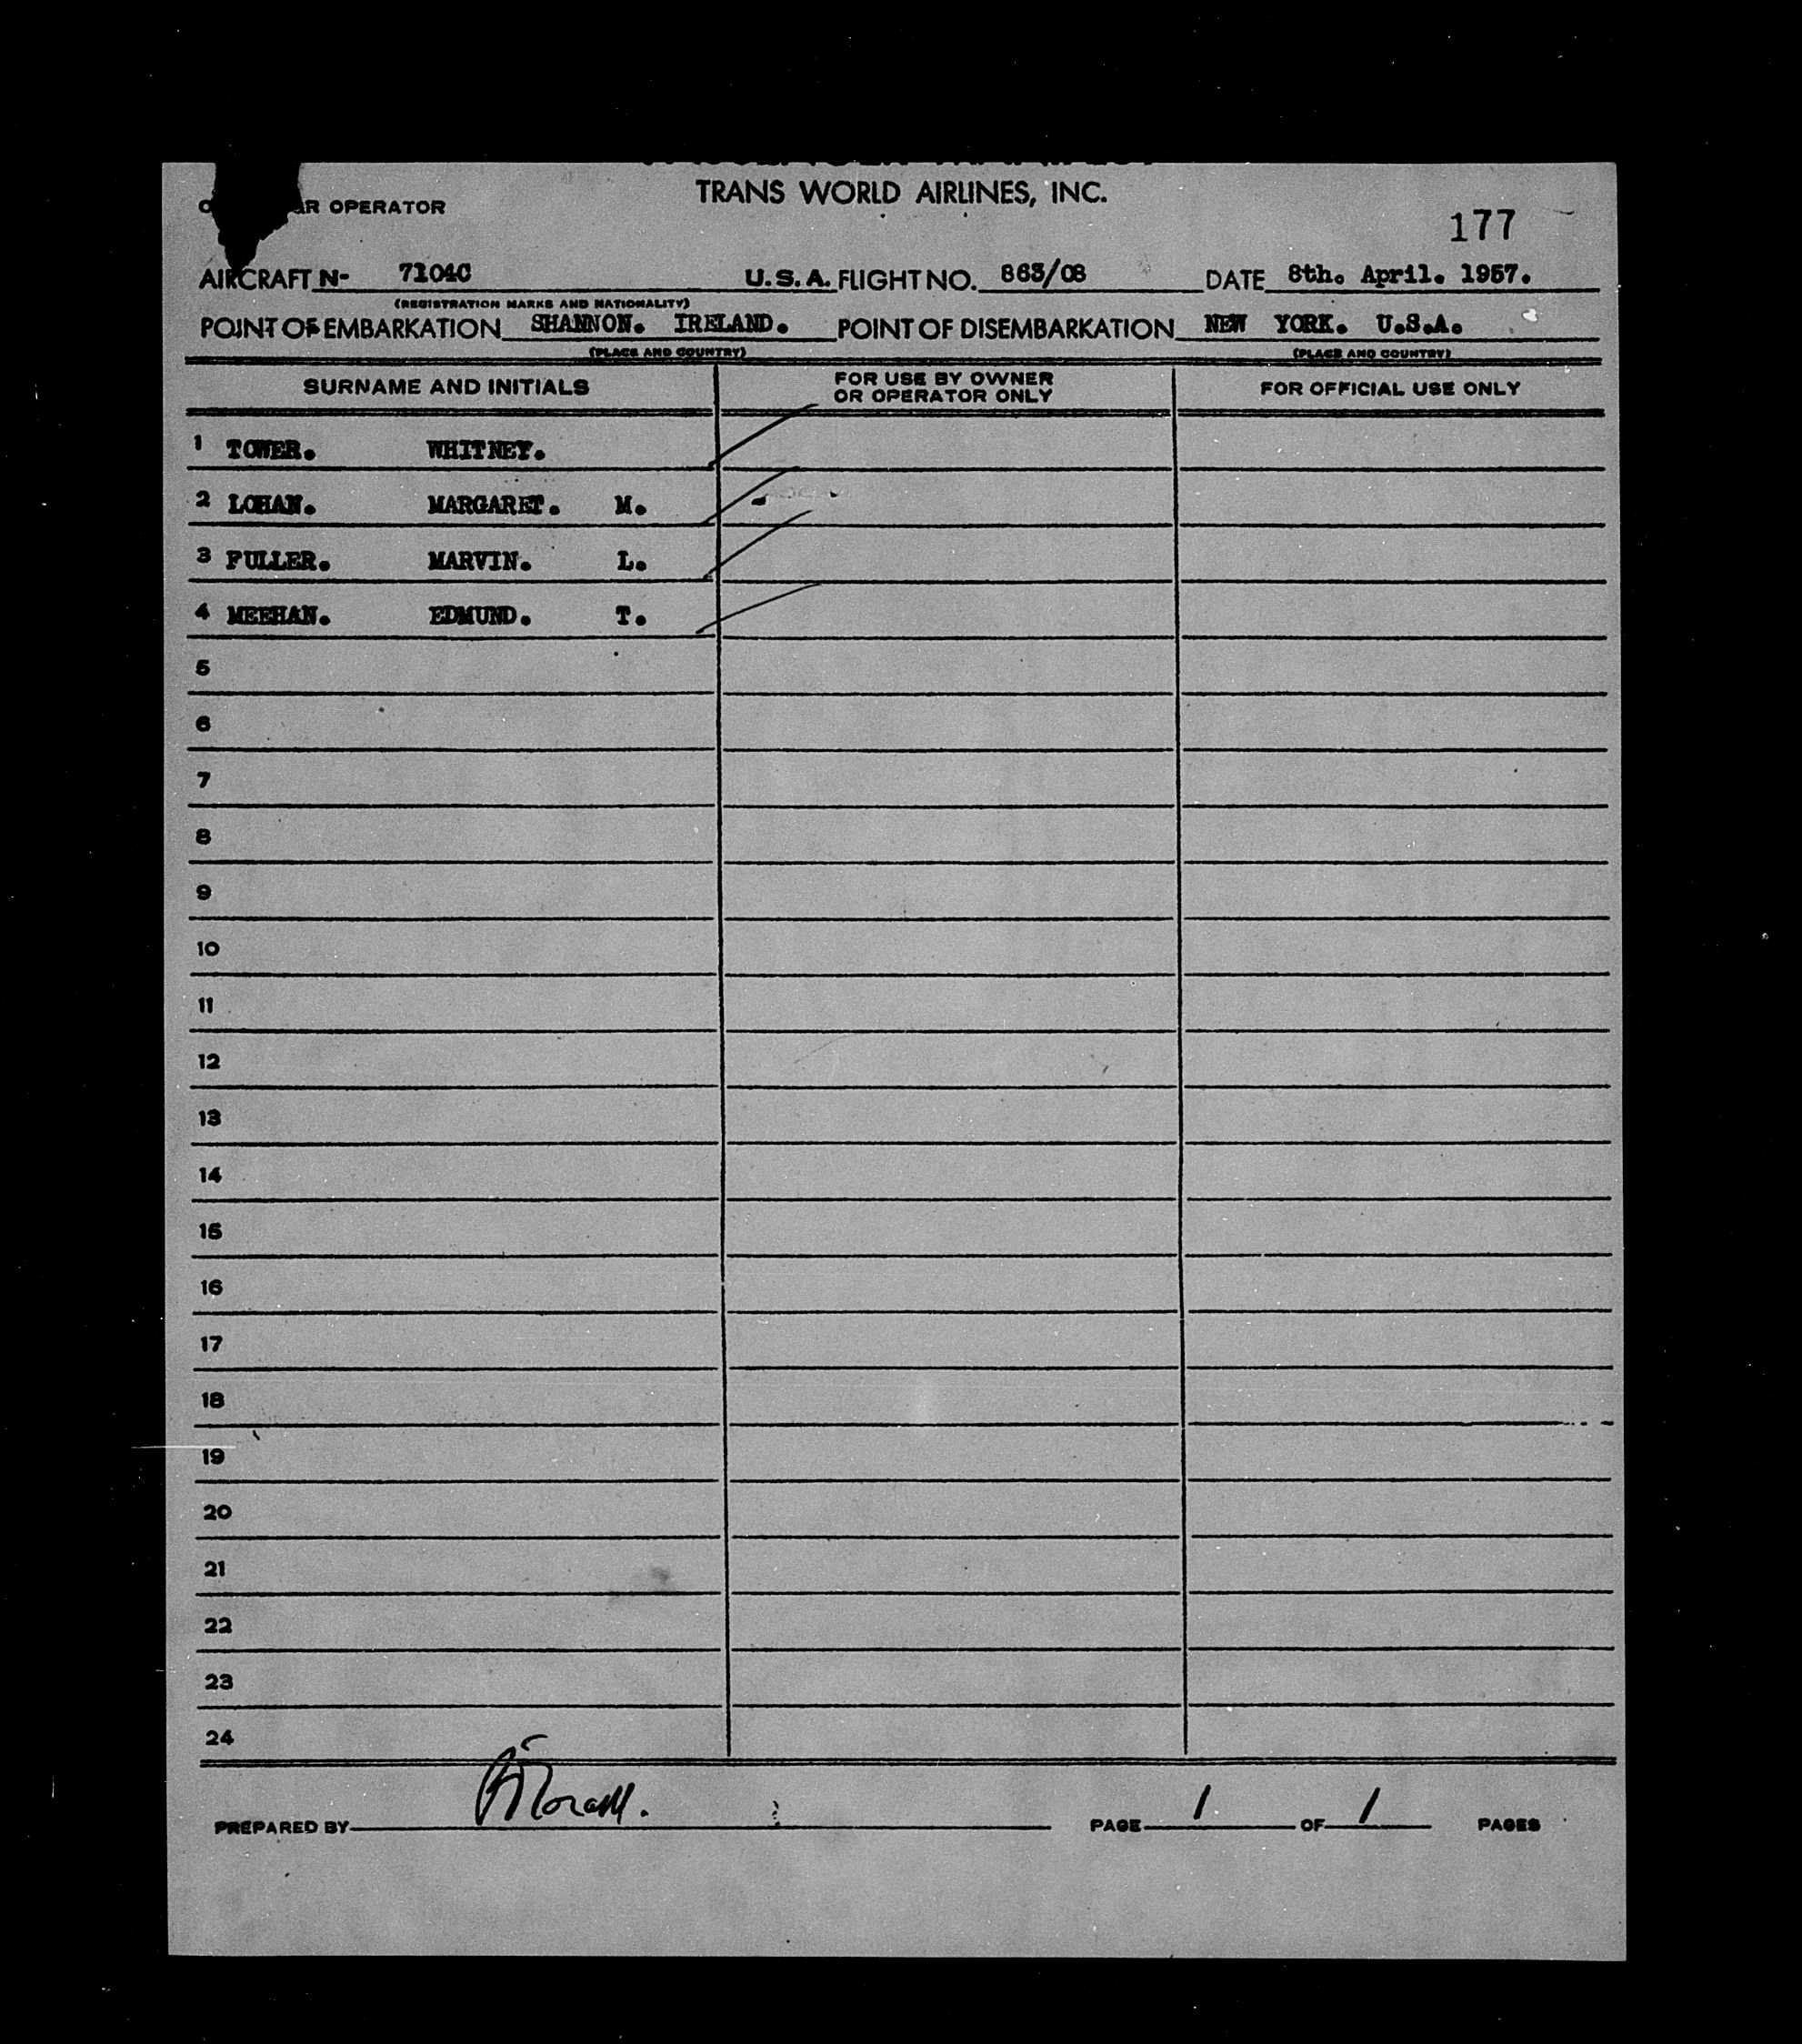 TRANS WORLD AIRLINES, INC.
OR OPERATOR
177
AIRCRAFT N- 7104C U.S.A. FLIGHT NO. 863/08 DATE 8th. April. 1957.
(REGISTRATION MARKS AND NATIONALITY)
POINT OF EMBARKATION SHANNON. IRELAND. POINT OF DISEMBARKATION NEW YORK. U.S.A.
(PLACE AND COUNTRY) (PLACE AND COUNTRY)
SURNAME AND INITIALS FOR USE BY OWNER OR OPERATOR ONLY FOR OFFICIAL USE ONLY
1 TOWER. WHITNEY.
2 LOHAN. MARGARET. M.
3 FULLER. MARVIN. L.
4 MEEHAN. EDMUND. T.
5
6
7
8
9
10
11
12
13
14
15
16
17
18
19
20
21
22
23
24
PREPARED BY PAGE 1 OF 1 PAGES